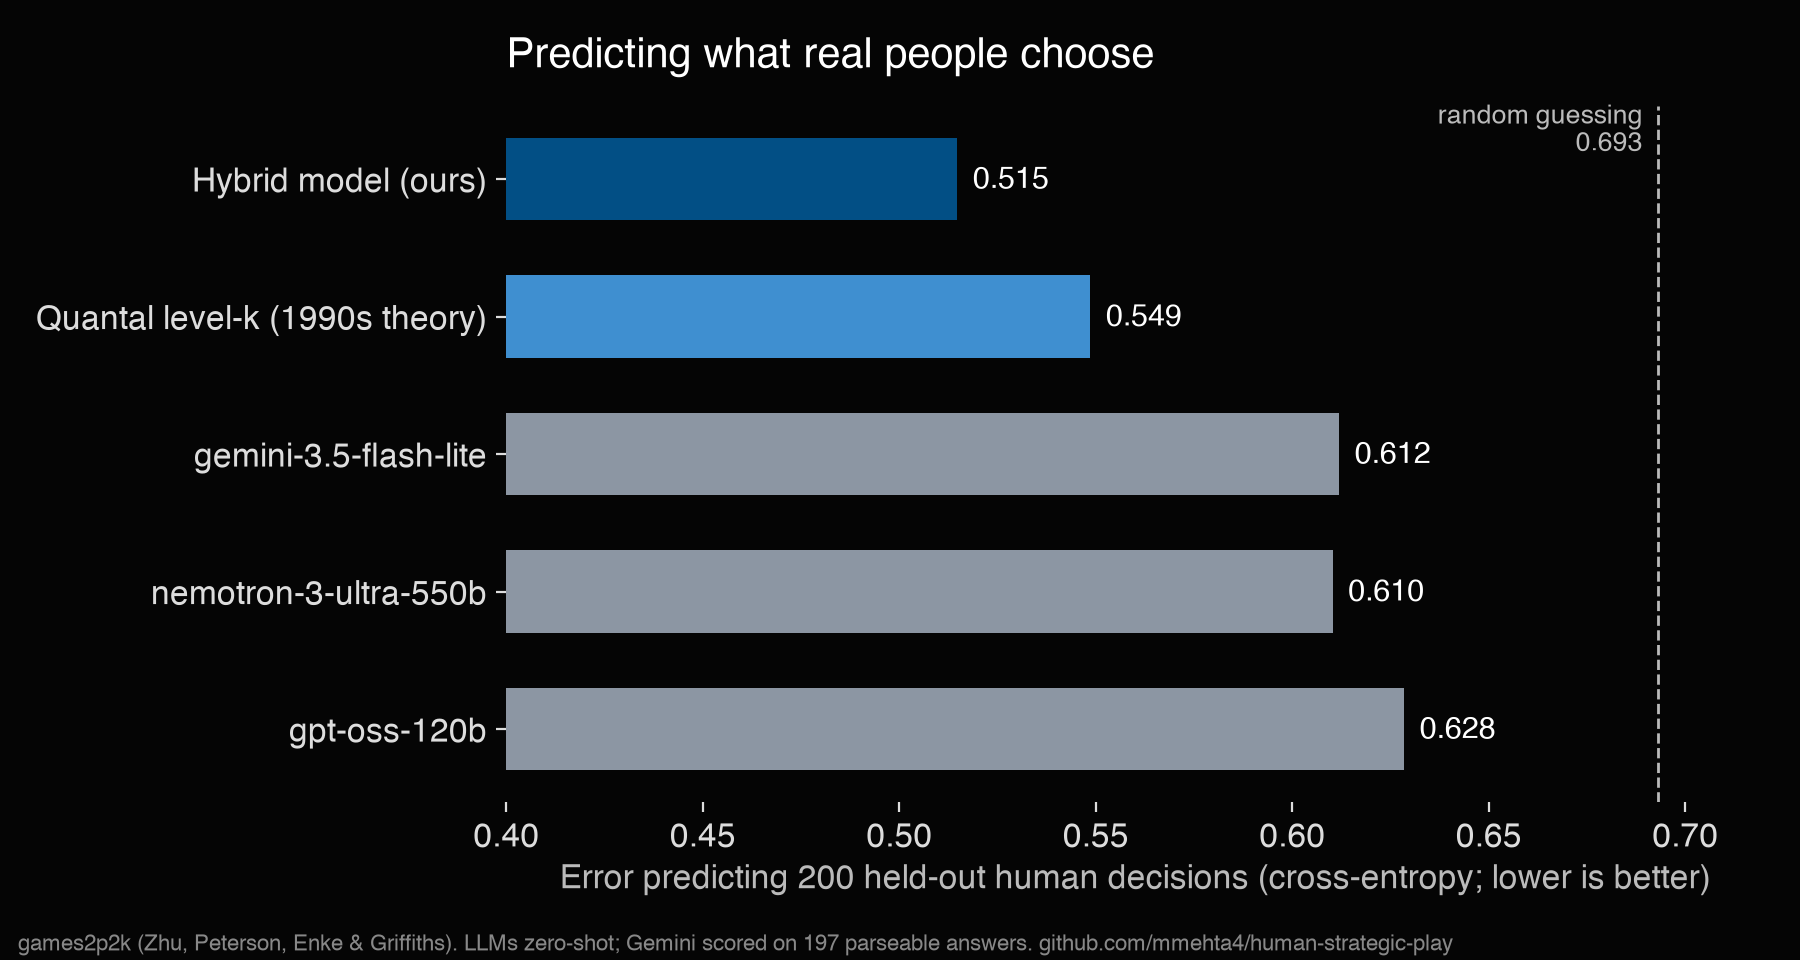 Predicting what real people choose
random guessing
0.693
Hybrid model (ours)
0.515
Quantal level-k (1990s theory)
0.549
gemini-3.5-flash-lite
0.612
nemotron-3-ultra-550b
0.610
gpt-oss-120b
0.628
0.40 0.45 0.50 0.55 0.60 0.65 0.70
Error predicting 200 held-out human decisions (cross-entropy; lower is better)
games2p2k (Zhu, Peterson, Enke & Griffiths). LLMs zero-shot; Gemini scored on 197 parseable answers. github.com/mmehta4/human-strategic-play